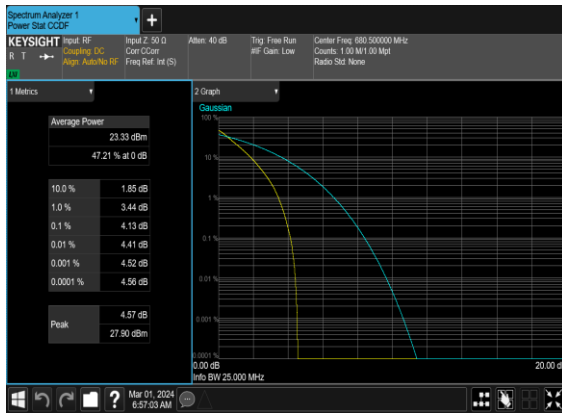 Spectrum Analyzer 1
Power Stat CCDF
KEYSIGHT
R T
Input: RF
Coupling: DC
Align: Auto/No RF
Input Z: 50 Ω
Corr CCorr
Freq Ref: Int (S)
Atten: 40 dB
Trig: Free Run
#IF Gain: Low
Center Freq: 680.500000 MHz
Counts: 1.00 M/1.00 Mpt
Radio Std: None
1 Metrics
Average Power
23.33 dBm
47.21 % at 0 dB
10.0 % 1.85 dB
1.0 % 3.44 dB
0.1 % 4.13 dB
0.01 % 4.41 dB
0.001 % 4.52 dB
0.0001 % 4.56 dB
Peak
4.57 dB
27.90 dBm
2 Graph
Gaussian
100 %
10 %
1 %
0.1 %
0.01 %
0.001 %
0.0001 %
0.00 dB
20.00 d
Info BW 25.000 MHz
?
Mar 01, 2024
6:57:03 AM